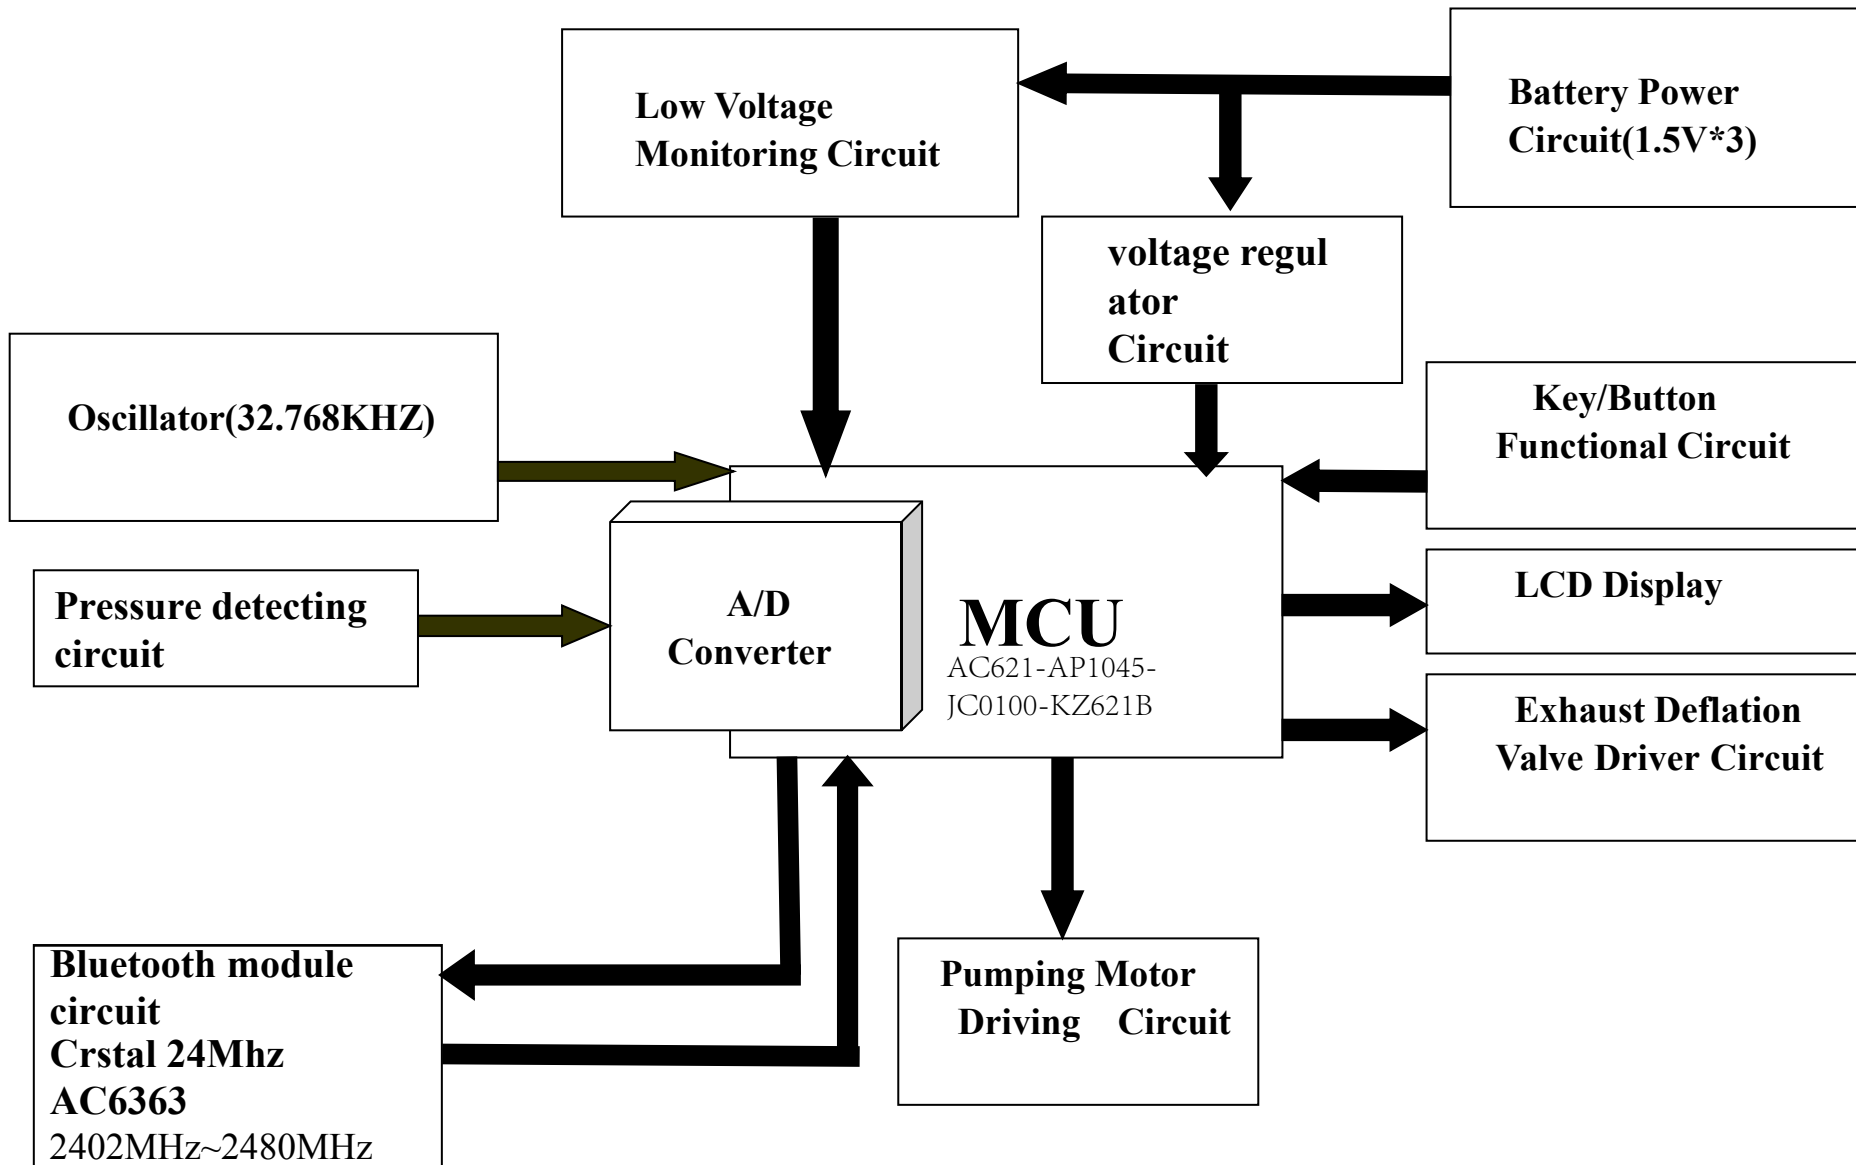 Low Voltage
Monitoring Circuit
Battery Power
Circuit(1.5V*3)
voltage regul
ator
Circuit
Oscillator(32.768KHZ)
Key/Button
Functional Circuit
Pressure detecting
circuit
A/D
Converter
MCU
AC621-AP1045-
JC0100-KZ621B
LCD Display
Exhaust Deflation
Valve Driver Circuit
Bluetooth module
circuit
Crstal 24Mhz
AC6363
2402MHz~2480MHz
Pumping Motor
Driving Circuit